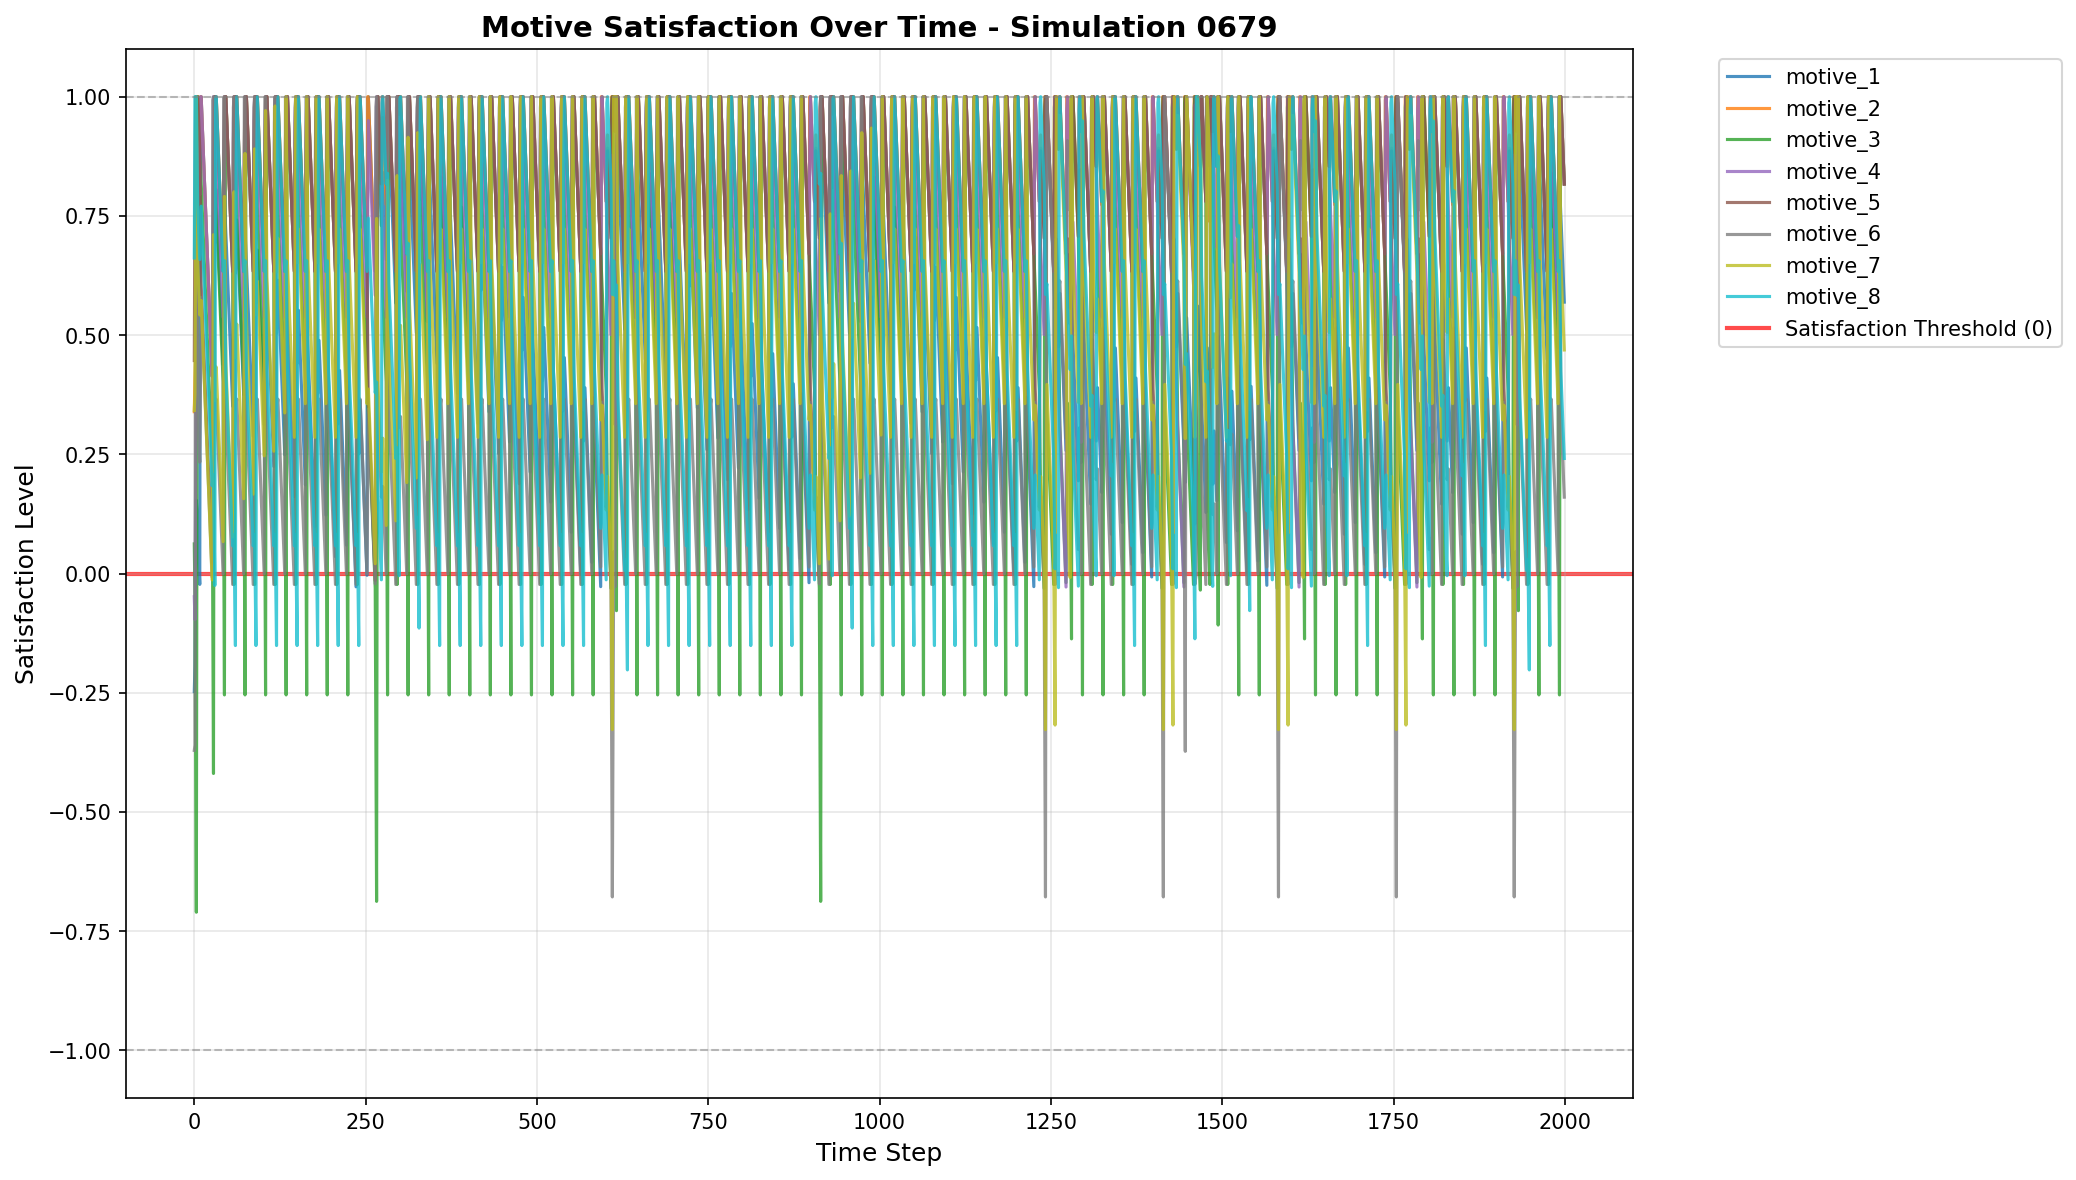 Motive Satisfaction Over Time - Simulation 0679
1.00
0.75
0.50
0.25
0.00
−0.25
−0.50
−0.75
−1.00
Satisfaction Level
0 250 500 750 1000 1250 1500 1750 2000
Time Step
motive_1
motive_2
motive_3
motive_4
motive_5
motive_6
motive_7
motive_8
Satisfaction Threshold (0)